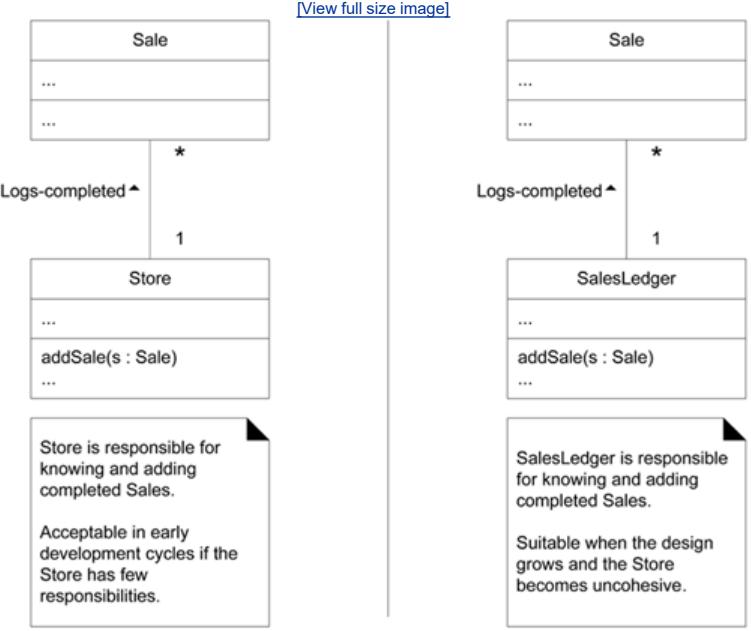 [View full size image]
Sale
...
...
*
Logs-completed
1
Store
...
addSale(s : Sale)
...
Store is responsible for
knowing and adding
completed Sales.
Acceptable in early
development cycles if the
Store has few
responsibilities.
Sale
...
...
*
Logs-completed
1
SalesLedger
...
addSale(s : Sale)
...
SalesLedger is responsible
for knowing and adding
completed Sales.
Suitable when the design
grows and the Store
becomes uncohesive.